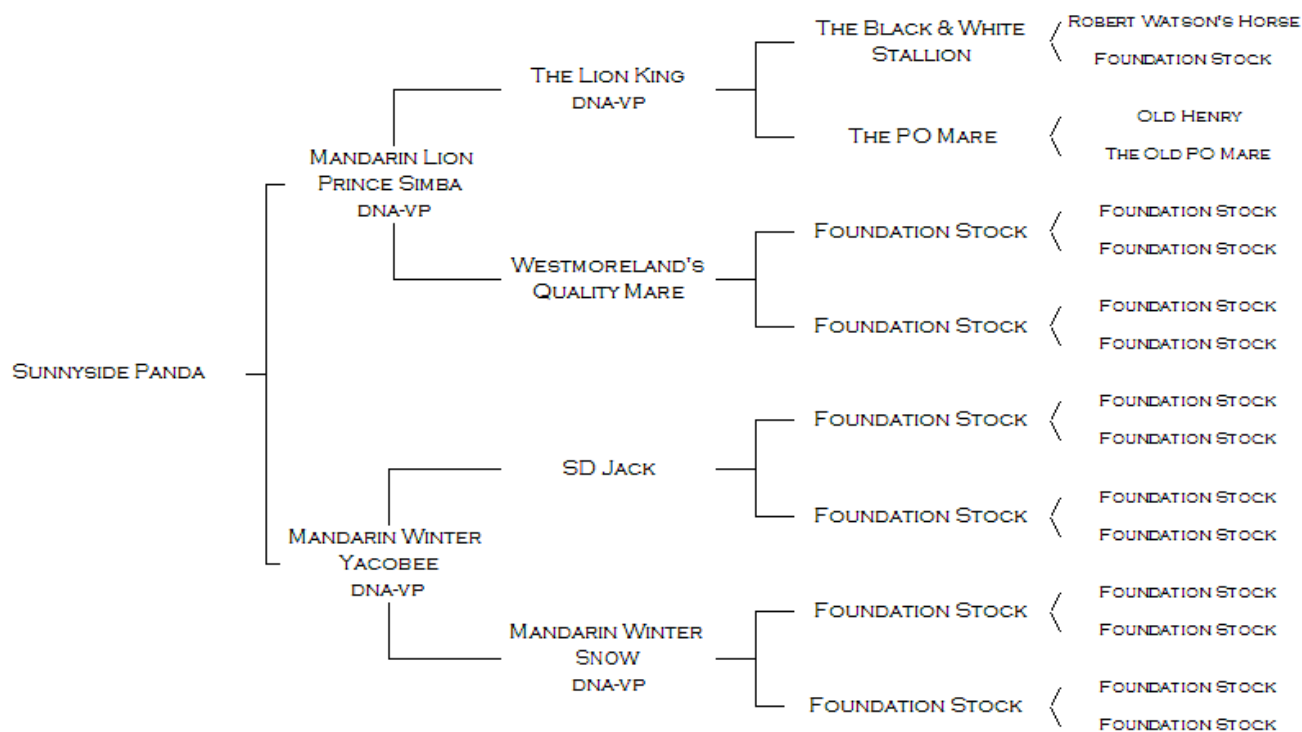 The Black & White
Stallion
Robert Watson's Horse
Foundation Stock
The Lion King
DNA-VP
The PO Mare
Old Henry
The Old PO Mare
Mandarin Lion
Prince Simba
DNA-VP
Foundation Stock
Foundation Stock
Foundation Stock
Westmoreland's
Quality Mare
Foundation Stock
Foundation Stock
Foundation Stock
Sunnyside Panda
Foundation Stock
Foundation Stock
Foundation Stock
SD Jack
Foundation Stock
Foundation Stock
Foundation Stock
Mandarin Winter
Yacobee
DNA-VP
Foundation Stock
Foundation Stock
Foundation Stock
Mandarin Winter
Snow
DNA-VP
Foundation Stock
Foundation Stock
Foundation Stock